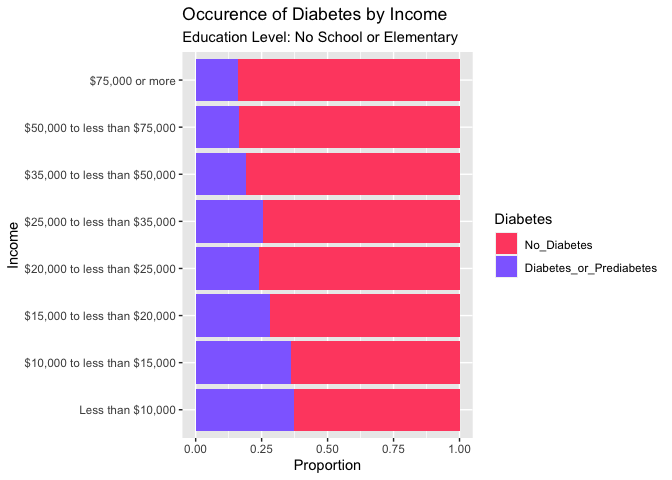 Occurence of Diabetes by Income
Education Level: No School or Elementary
$75,000 or more
$50,000 to less than $75,000
$35,000 to less than $50,000
$25,000 to less than $35,000
$20,000 to less than $25,000
$15,000 to less than $20,000
$10,000 to less than $15,000
Less than $10,000
Income
0.00
0.25
0.50
0.75
1.00
Proportion
Diabetes
No_Diabetes
Diabetes_or_Prediabetes